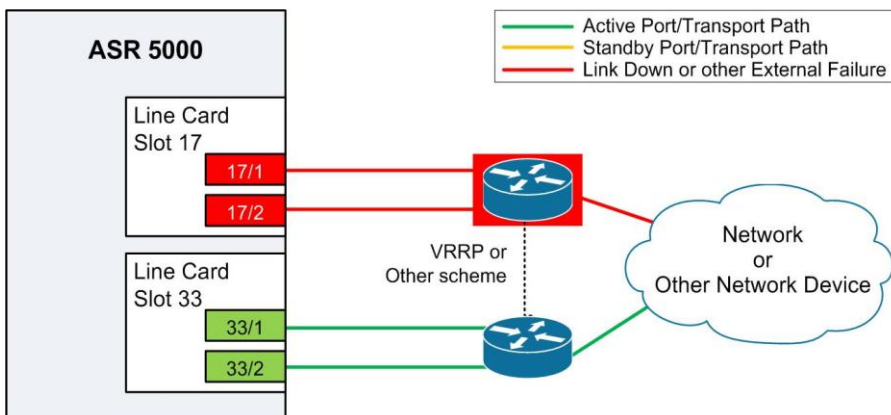 ASR 5000
Active Port/Transport Path
Standby Port/Transport Path
Link Down or other External Failure
Line Card
Slot 17
17/1
17/2
VRRP or
Other scheme
Network
or
Other Network Device
Line Card
Slot 33
33/1
33/2